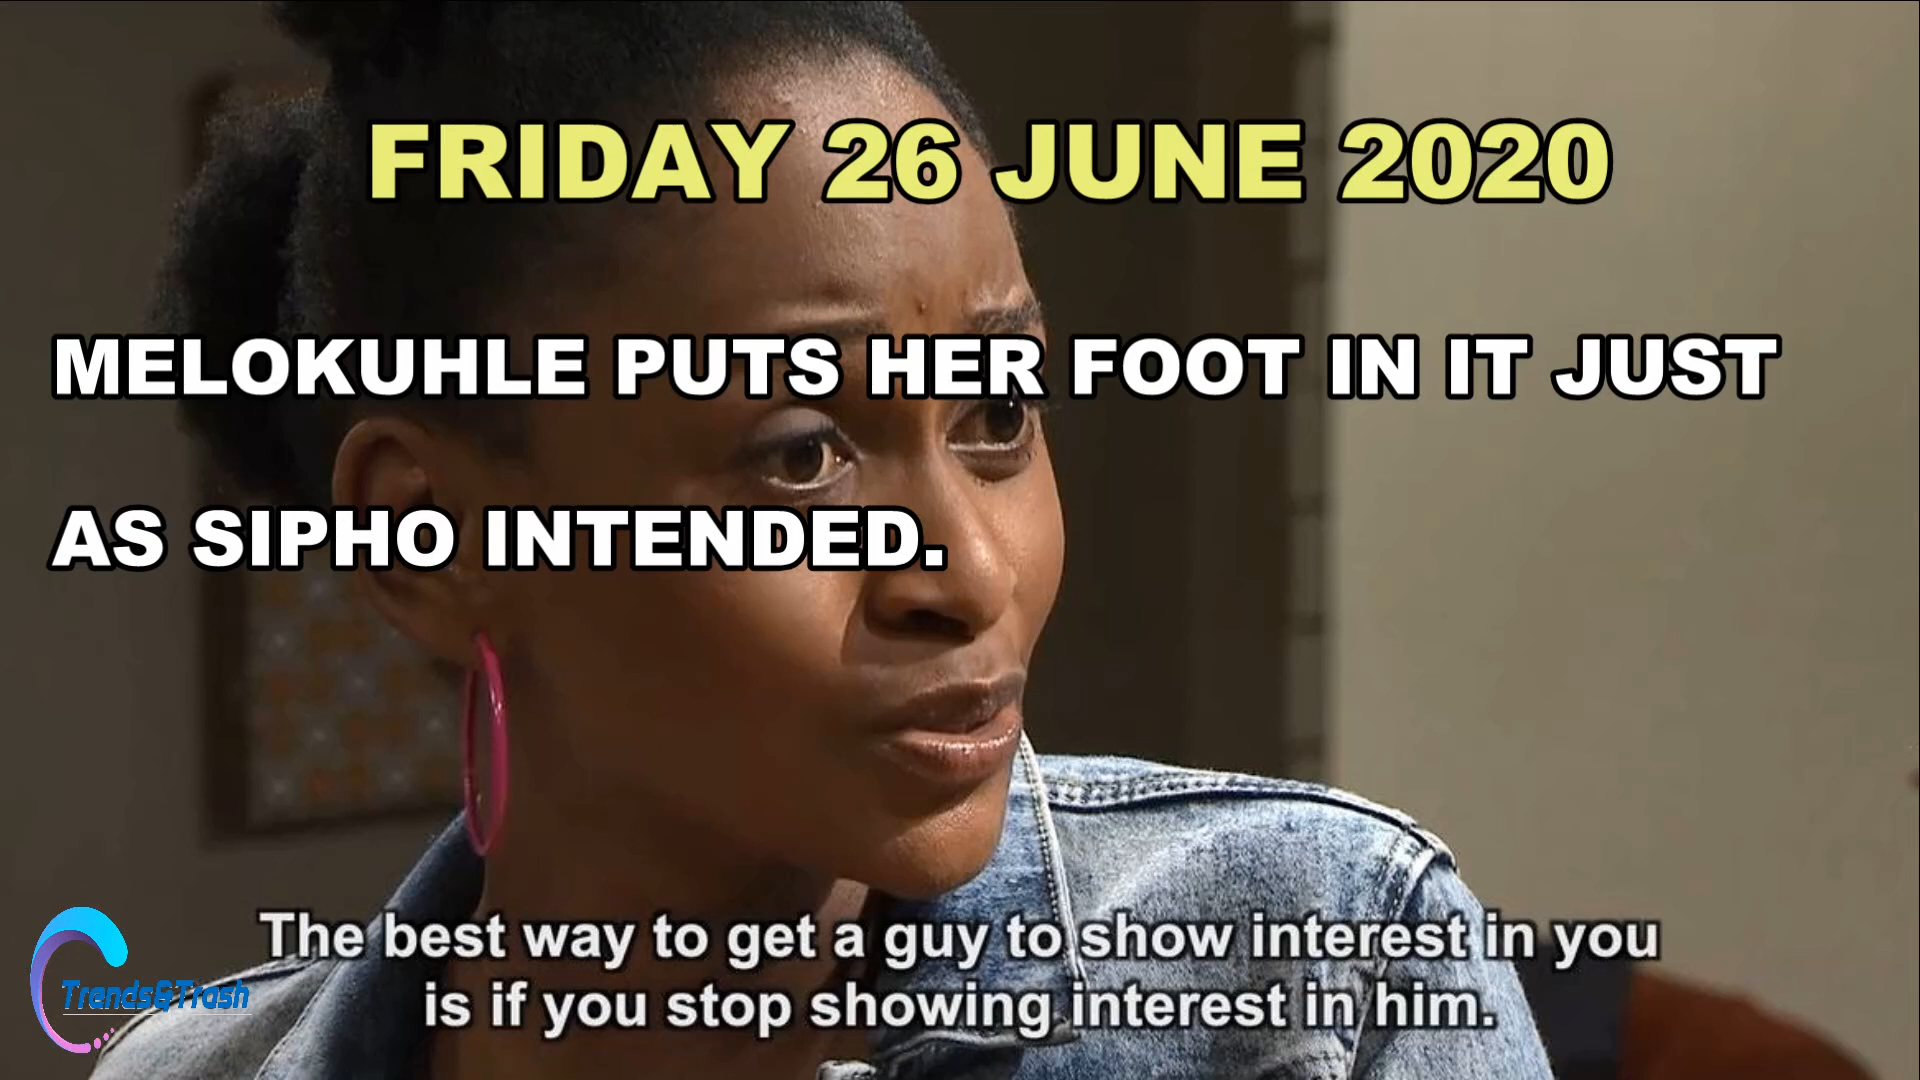 FRIDAY 26 JUNE 2020
MELOKUHLE PUTS HER FOOT IN IT JUST
AS SIPHO INTENDED.
The best way to get a guy to show interest in you
is if you stop showing interest in him.
Trends&Trash